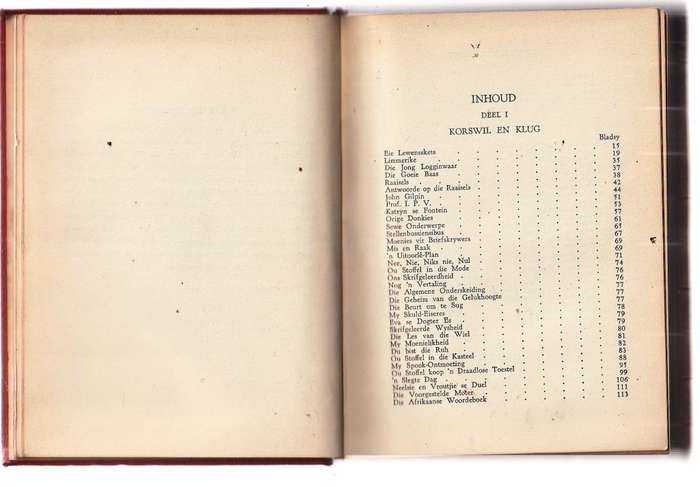 INHOUD
DEEL I
KORSWIL EN KLUG
Bladsy
Eie Lewensskets 15
Limmerike 19
Die Jong Logginwaar 35
Die Goeie Baas 37
Raaisels 38
Antwoorde op die Raaisels 42
John Gilpin 44
Prof. I. P. V. 51
Katryn se Fontein 53
Orige Donkies 57
Sewe Onderwerpe 61
Stellenbossiensibus 65
Moenies vir Briefskrywers 67
Mis en Raak 69
'n Uitoorlê-Plan 69
Nee, Nie, Niks nie, Nul 71
Ou Stoffel in die Mode 74
Ons Skrifgeleerdheid 76
Nog 'n Vertaling 76
Die Algemene Onderskeiding 77
Die Geheim van die Gelukhoogte 77
Die Beurt om te Sug 77
My Skuld-Eiseres 78
Eva se Dogter Es 79
Skrifgeleerde Wysheid 79
Die Les van die Wiel 80
My Moenielikheid 81
Du bist die Ruh 82
Ou Stoffel in die Kasteel 83
My Spook-Ontmoeting 88
Ou Stoffel koop 'n Draadlose Toestel 95
'n Slegte Dag 99
Neelsie en Vroutjie se Duel 106
Die Voorgestelde Moter 111
Die Afrikaanse Woordeboek 113